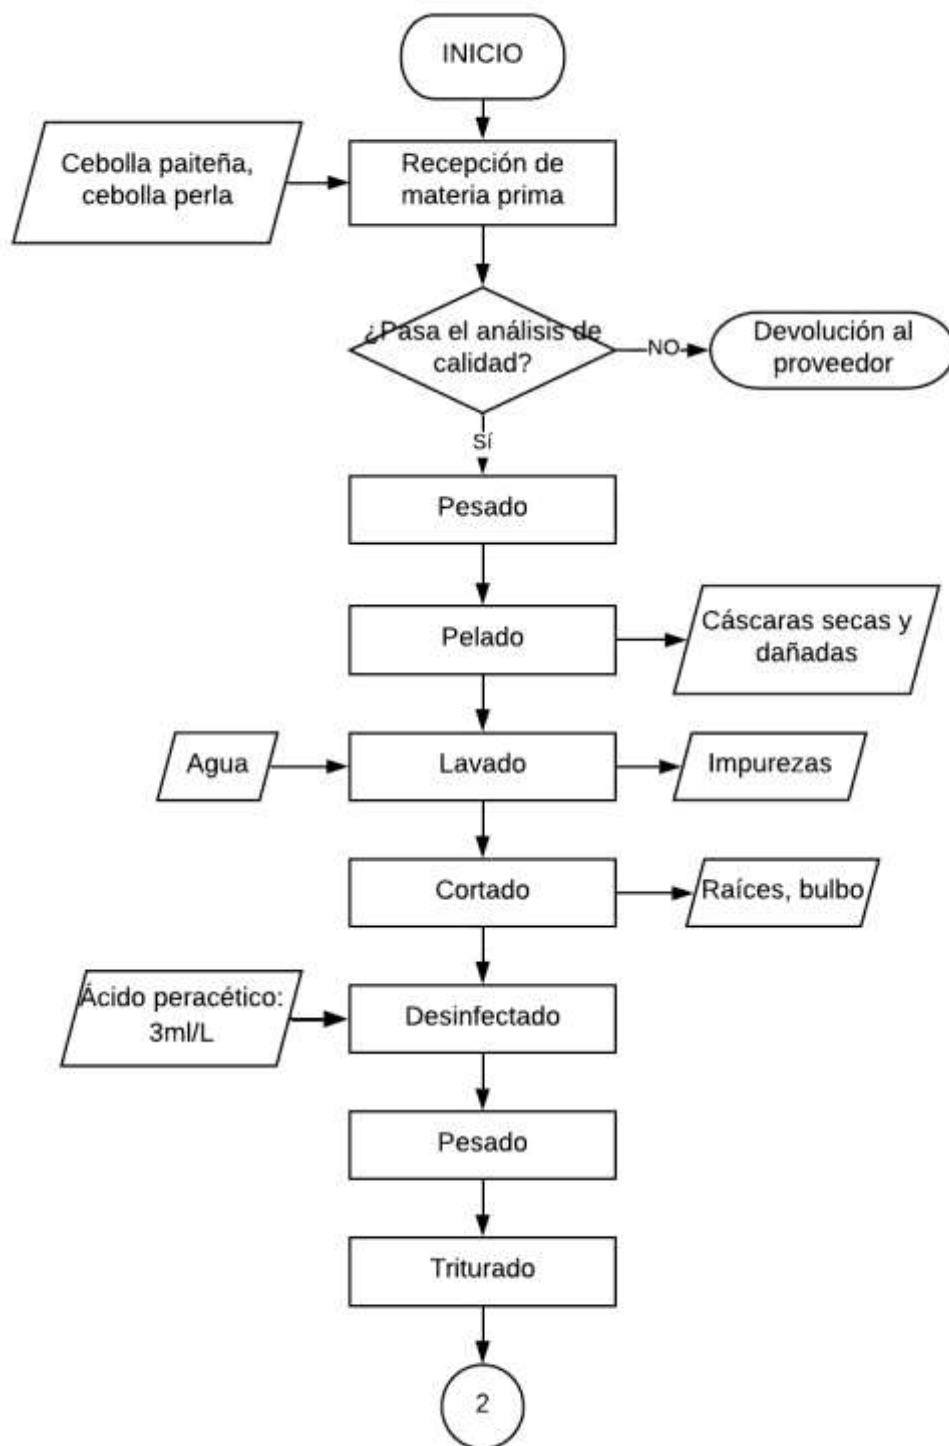 INICIO
Cebolla paiteña,
cebolla perla
Recepción de
materia prima
¿Pasa el análisis de
calidad?
NO
Devolución al
proveedor
Sí
Pesado
Pelado
Cáscaras secas y
dañadas
Agua
Lavado
Impurezas
Cortado
Raíces, bulbo
Ácido peracético:
3ml/L
Desinfectado
Pesado
Triturado
2